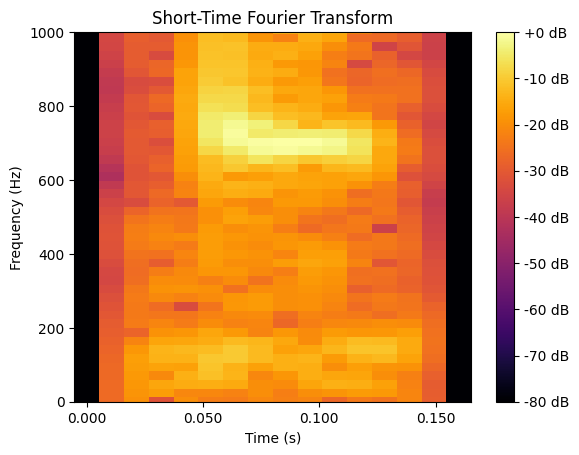 Short-Time Fourier Transform
Frequency (Hz)
1000
800
600
400
200
0
0.000
0.050
0.100
0.150
Time (s)
+0 dB
-10 dB
-20 dB
-30 dB
-40 dB
-50 dB
-60 dB
-70 dB
-80 dB